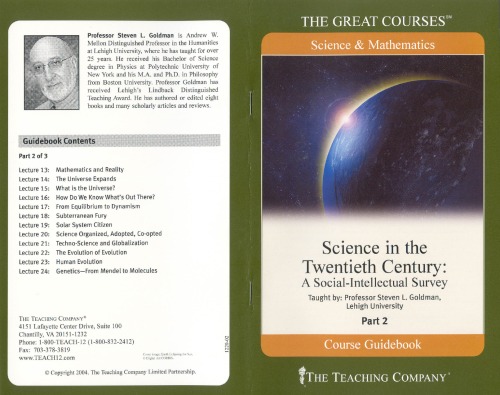 Professor Steven L. Goldman is Andrew W.
Mellon Distinguished Professor in the Humanities
at Lehigh University, where he has taught for over
25 years. He received his Bachelor of Science
degree in Physics at Polytechnic University of
New York and his M.A. and Ph.D. in Philosophy
from Boston University. Professor Goldman has
received Lehigh's Lindback Distinguished
Teaching Award. He has authored or edited eight
books and many scholarly articles and reviews.
Guidebook Contents
Part 2 of 3
Lecture 13: Mathematics and Reality
Lecture 14: The Universe Expands
Lecture 15: What is the Universe?
Lecture 16: How Do We Know What's Out There?
Lecture 17: From Equilibrium to Dynamism
Lecture 18: Subterranean Fury
Lecture 19: Solar System Citizen
Lecture 20: Science Organized, Adopted, Co-opted
Lecture 21: Techno-Science and Globalization
Lecture 22: The Evolution of Evolution
Lecture 23: Human Evolution
Lecture 24: Genetics—From Mendel to Molecules
THE TEACHING COMPANY®
4151 Lafayette Center Drive, Suite 100
Chantilly, VA 20151-1232
Phone: 1-800-TEACH-12 (1-800-832-2412)
Fax: 703-378-3819
www.TEACH12.com
© Copyright 2004. The Teaching Company Limited Partnership.
THE GREAT COURSES℠
Science & Mathematics
Science in the
Twentieth Century:
A Social-Intellectual Survey
Taught by: Professor Steven L. Goldman,
Lehigh University
Part 2
Course Guidebook
THE TEACHING COMPANY®